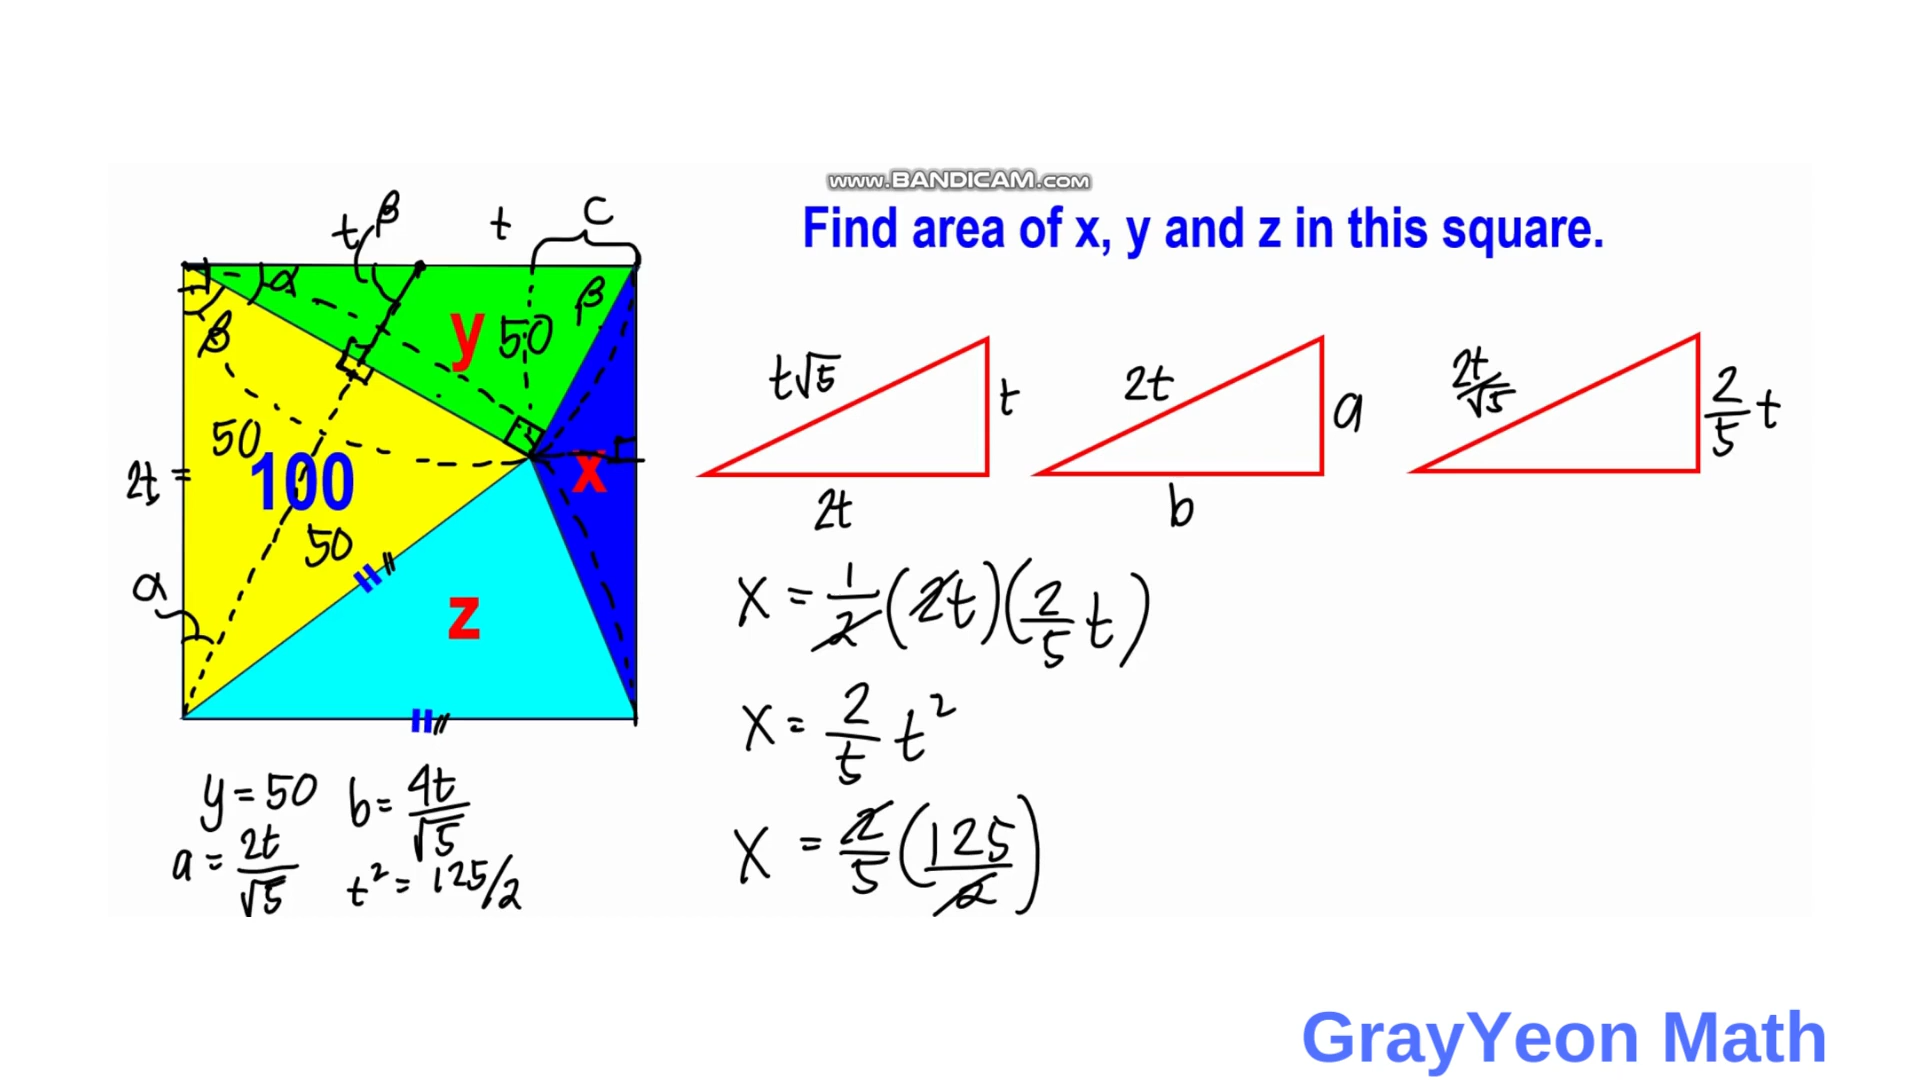 www.BANDICAM.com
Find area of x, y and z in this square.
t β t c
α β
β y 50
50
100 x
2t
50
α z
t√5 t 2t a 2t/√5 2/5 t
2t b
x = 1/2 (2t)(2/5 t)
x = 2/5 t²
x = 2/5 (125/2)
y = 50 b = 4t/√5
a = 2t/√5 t² = 125/2
GrayYeon Math